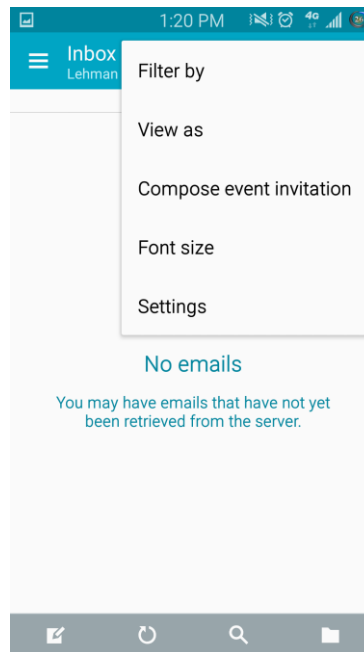 1:20 PM 4G
Inbox
Lehman
Filter by
View as
Compose event invitation
Font size
Settings
No emails
You may have emails that have not yet
been retrieved from the server.